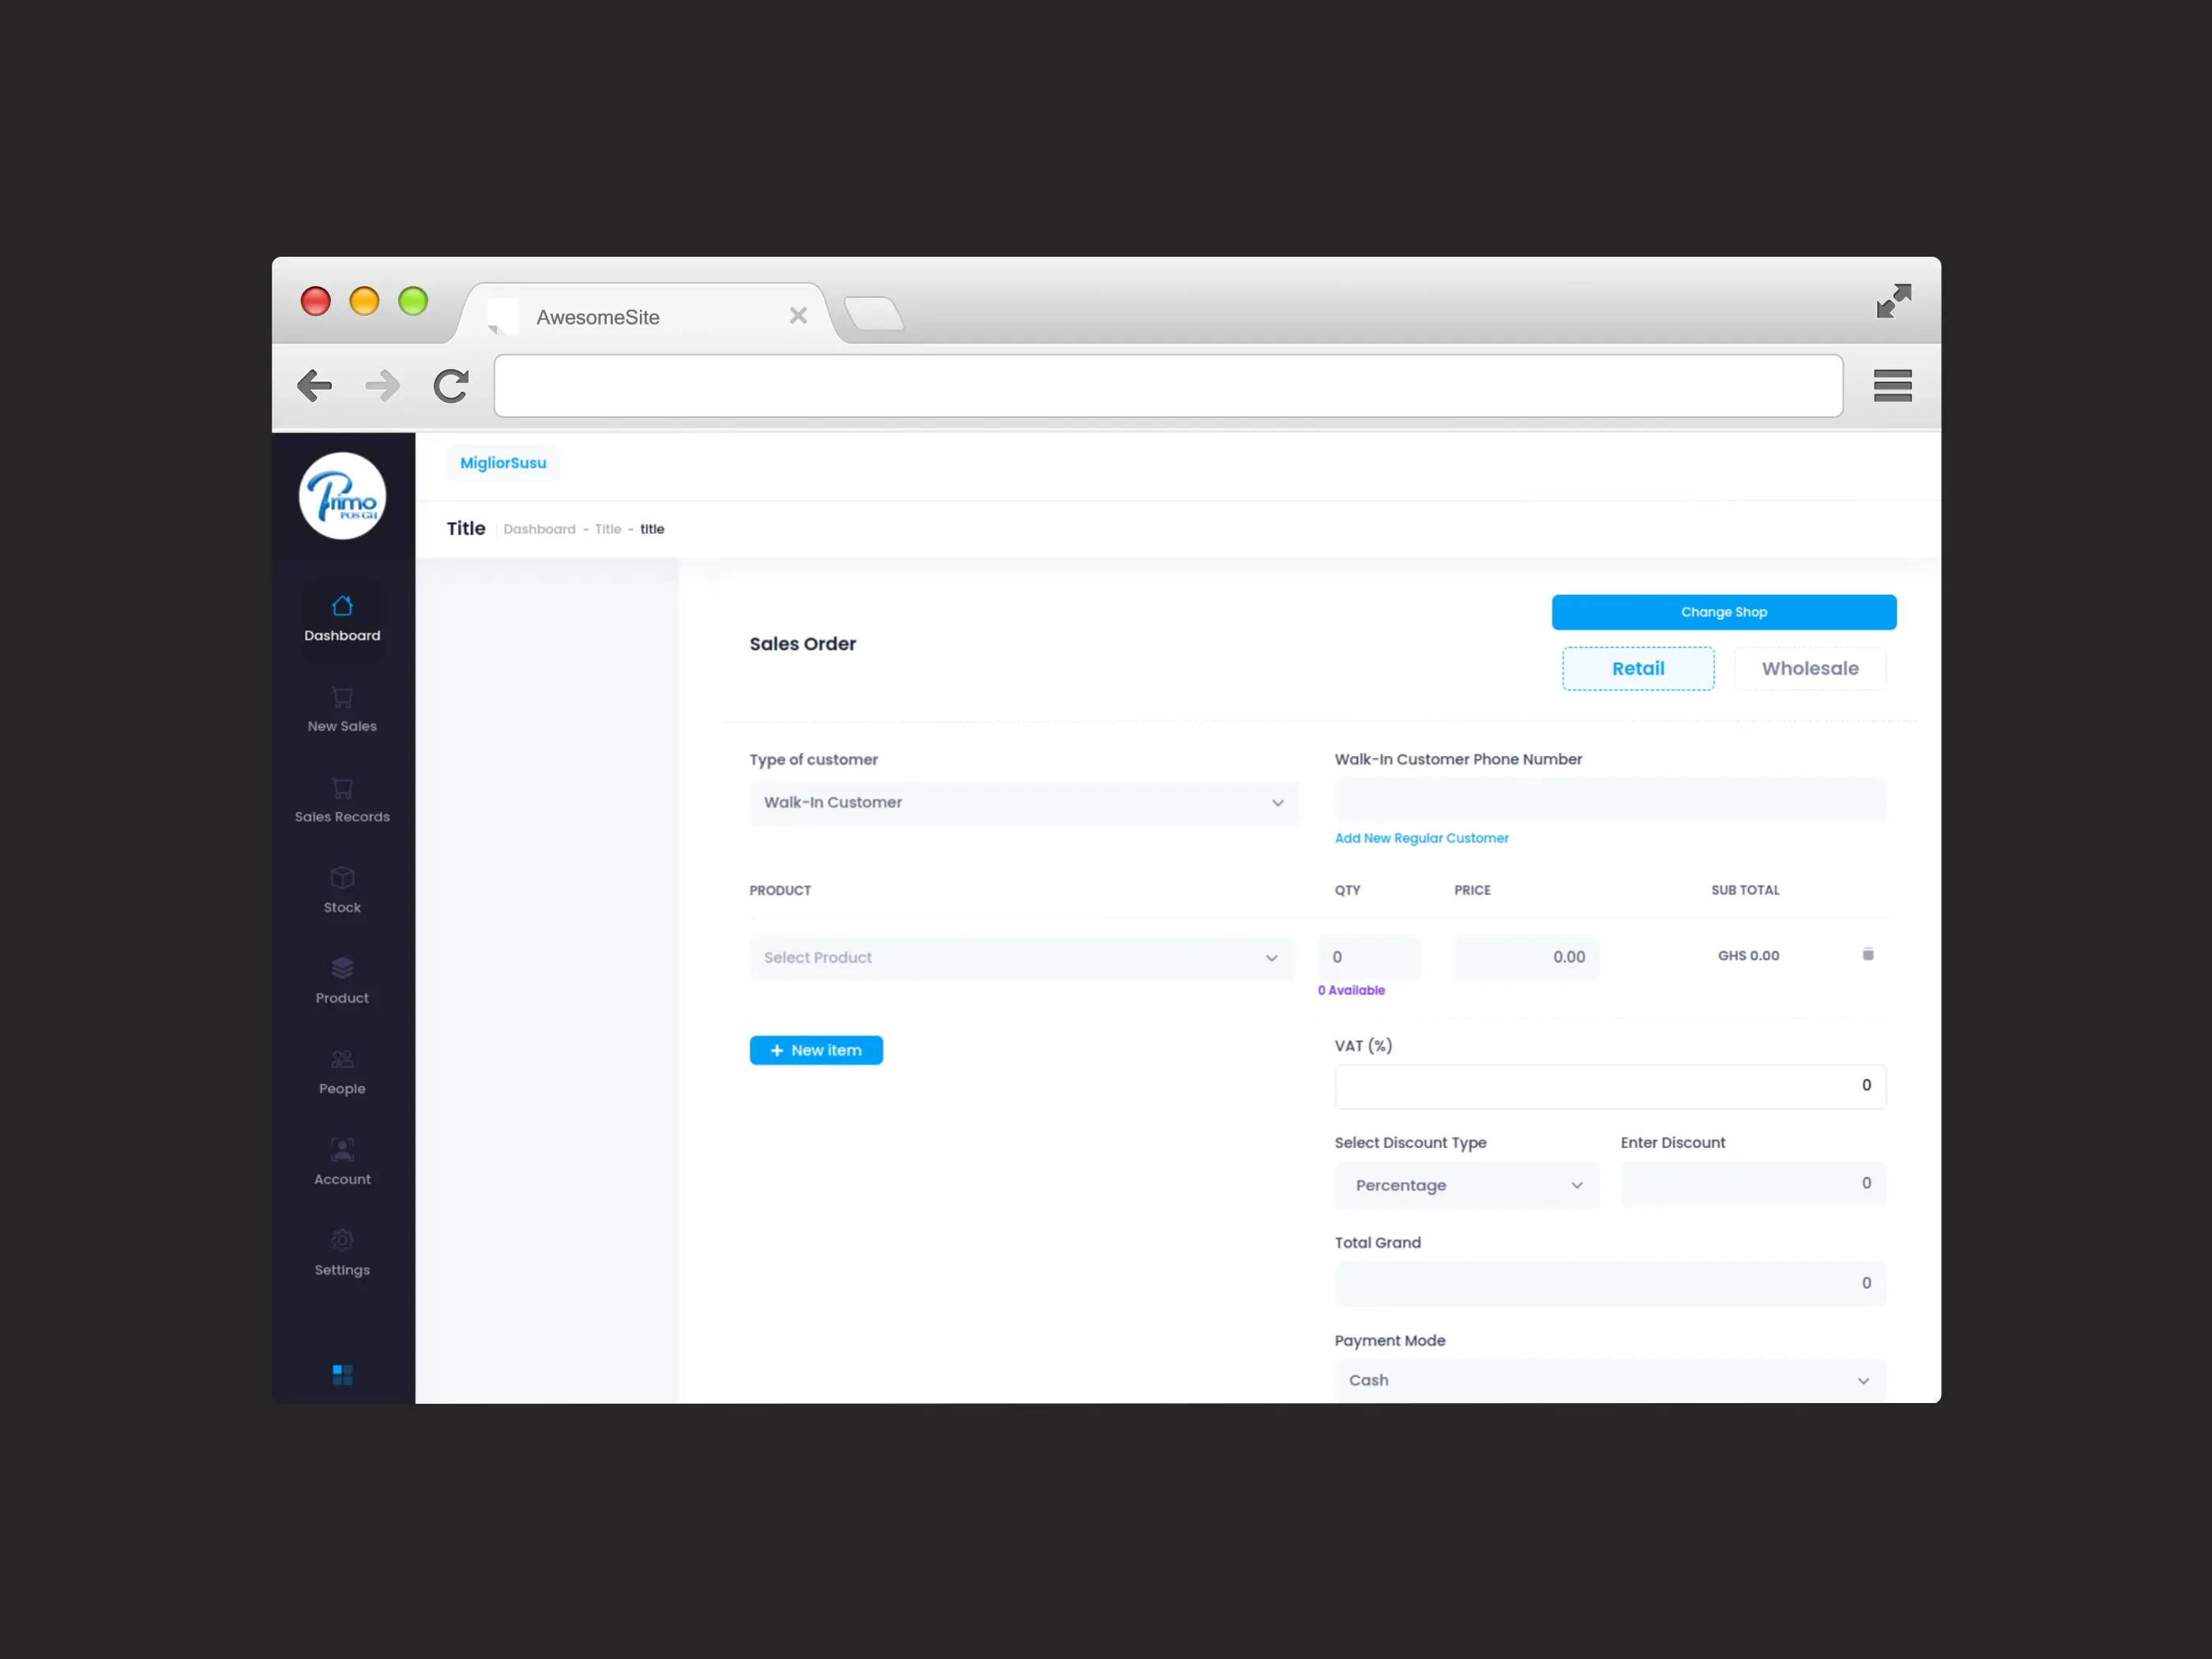 AwesomeSite
Primo
POS GH
MigliorSusu
Title Dashboard - Title - title
Dashboard
New Sales
Sales Records
Stock
Product
People
Account
Settings
Sales Order
Change Shop
Retail Wholesale
Type of customer
Walk-In Customer
Walk-In Customer Phone Number
Add New Regular Customer
PRODUCT QTY PRICE SUB TOTAL
Select Product 0 0.00 GHS 0.00
0 Available
+ New item
VAT (%)
0
Select Discount Type Enter Discount
Percentage 0
Total Grand
0
Payment Mode
Cash